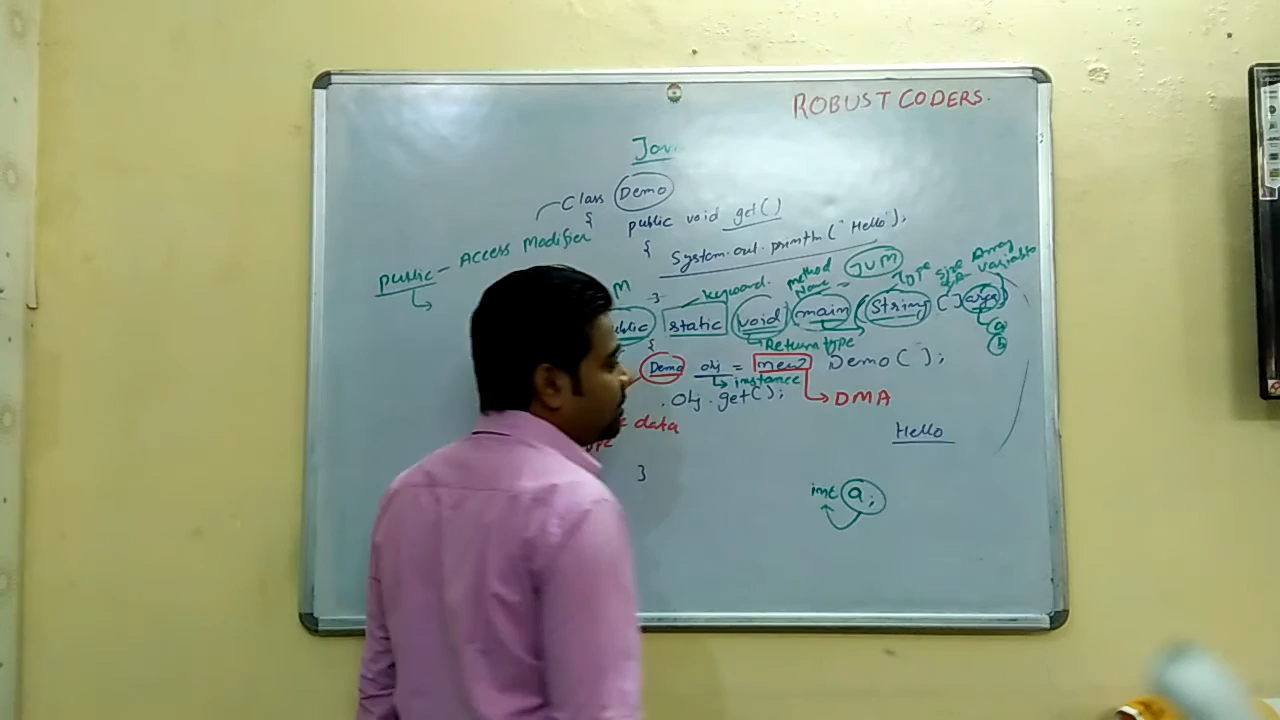 ROBUST CODERS.
Class Demo
{ public void get()
Public - Access Modifier
{ System.out.println("Hello");
M } keyword. method Name JVM Type Size Array variable
static void main (String [] args)
Return type a
{ b
Demo obj = new Demo();
instance
obj.get(); DMA
data
Hello
}
int a;